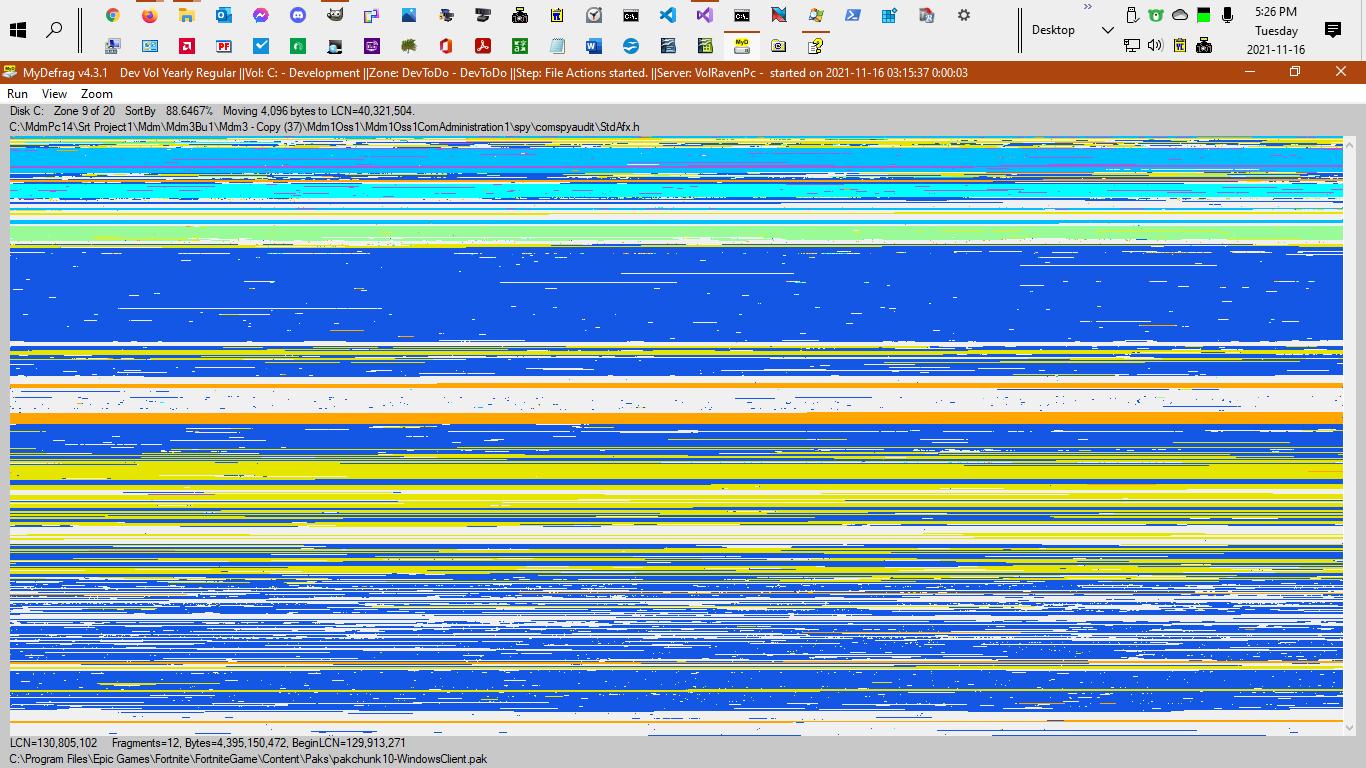 5:26 PM
Desktop
Tuesday
2021-11-16
MyDefrag v4.3.1 Dev Vol Yearly Regular ||Vol: C: - Development ||Zone: DevToDo - DevToDo ||Step: File Actions started. ||Server: VolRavenPc - started on 2021-11-16 03:15:37 0:00:03
Run View Zoom
Disk C: Zone 9 of 20 SortBy 88.6467% Moving 4,096 bytes to LCN=40,321,504.
C:\MdmPc14\Srt Project1\Mdm\Mdm3Bu1\Mdm3 - Copy (37)\Mdm1Oss1\Mdm1Oss1ComAdministration1\spy\comspyaudit\StdAfx.h
LCN=130,805,102 Fragments=12, Bytes=4,395,150,472, BeginLCN=129,913,271
C:\Program Files\Epic Games\Fortnite\FortniteGame\Content\Paks\pakchunk10-WindowsClient.pak